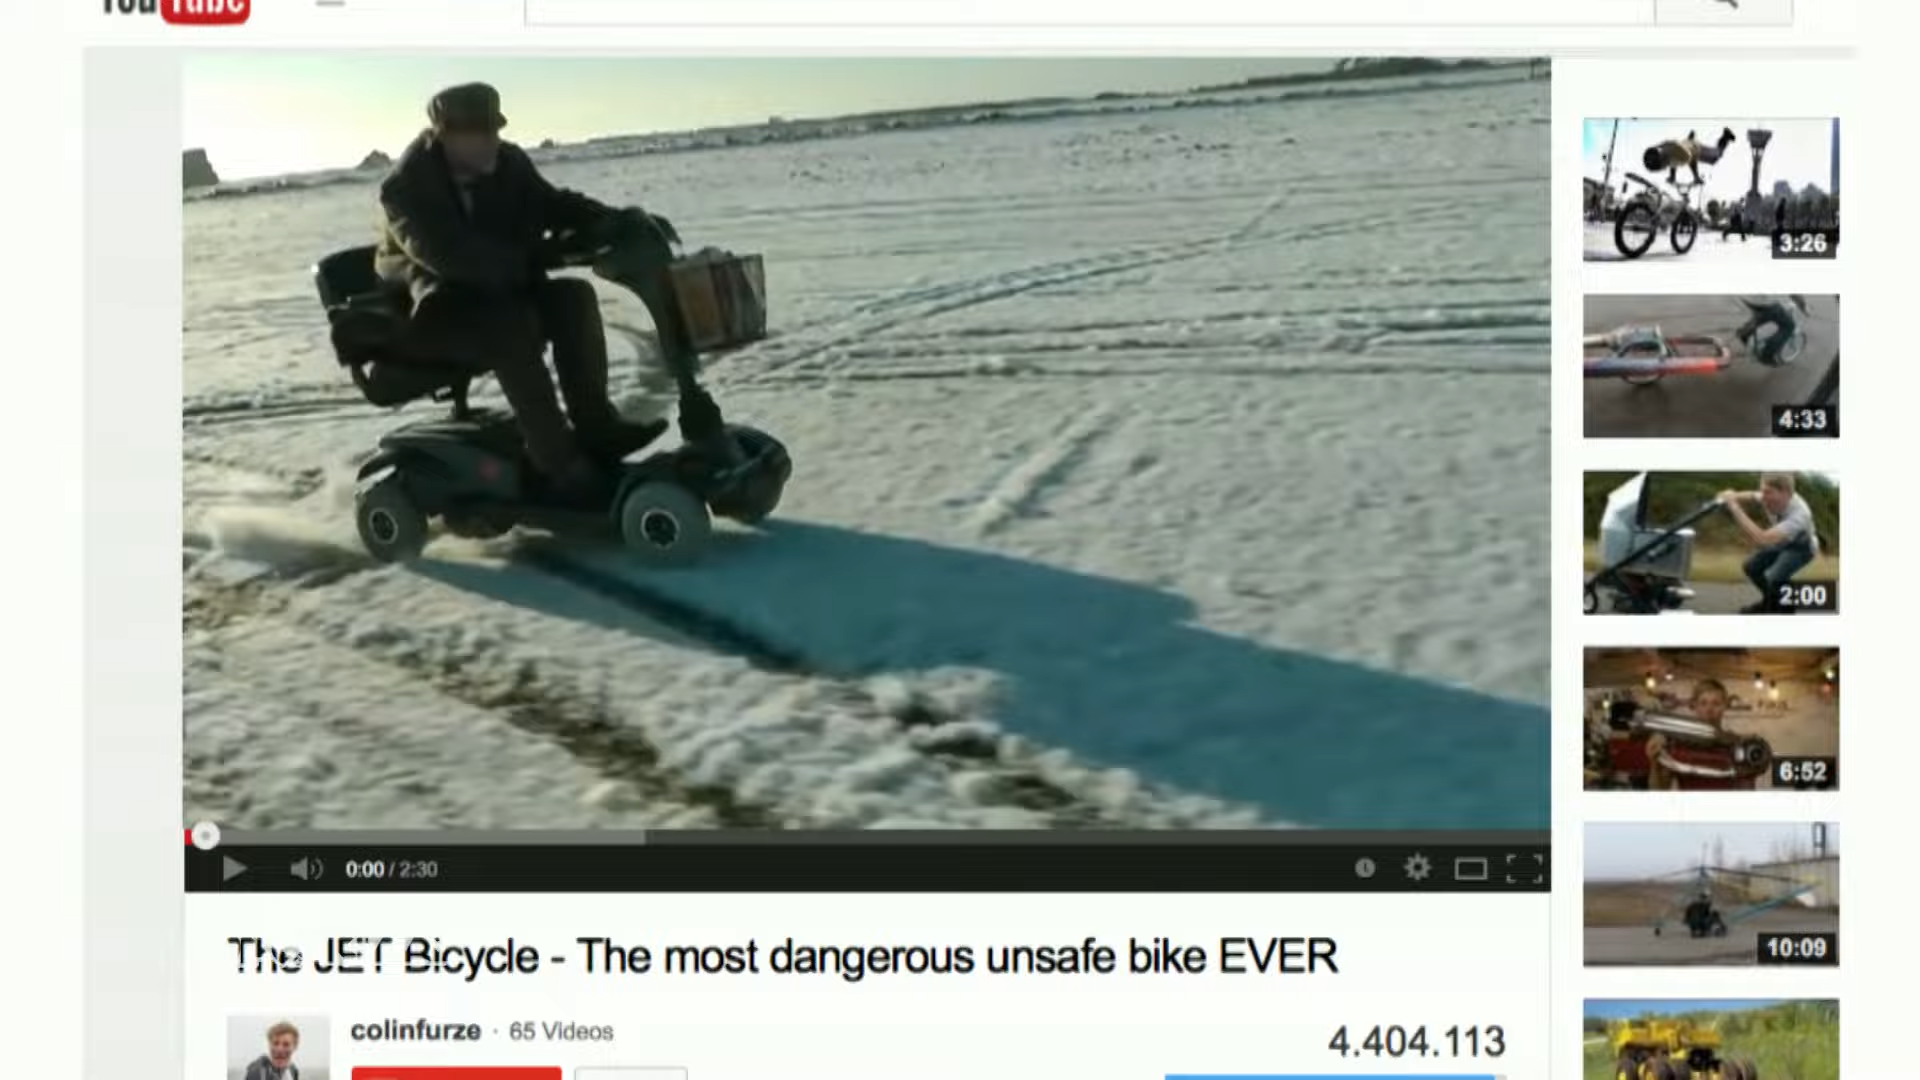 YouTube
3:26
4:33
2:00
6:52
10:09
0:00 / 2:30
The JET Bicycle - The most dangerous unsafe bike EVER
colinfurze · 65 Videos
4.404.113